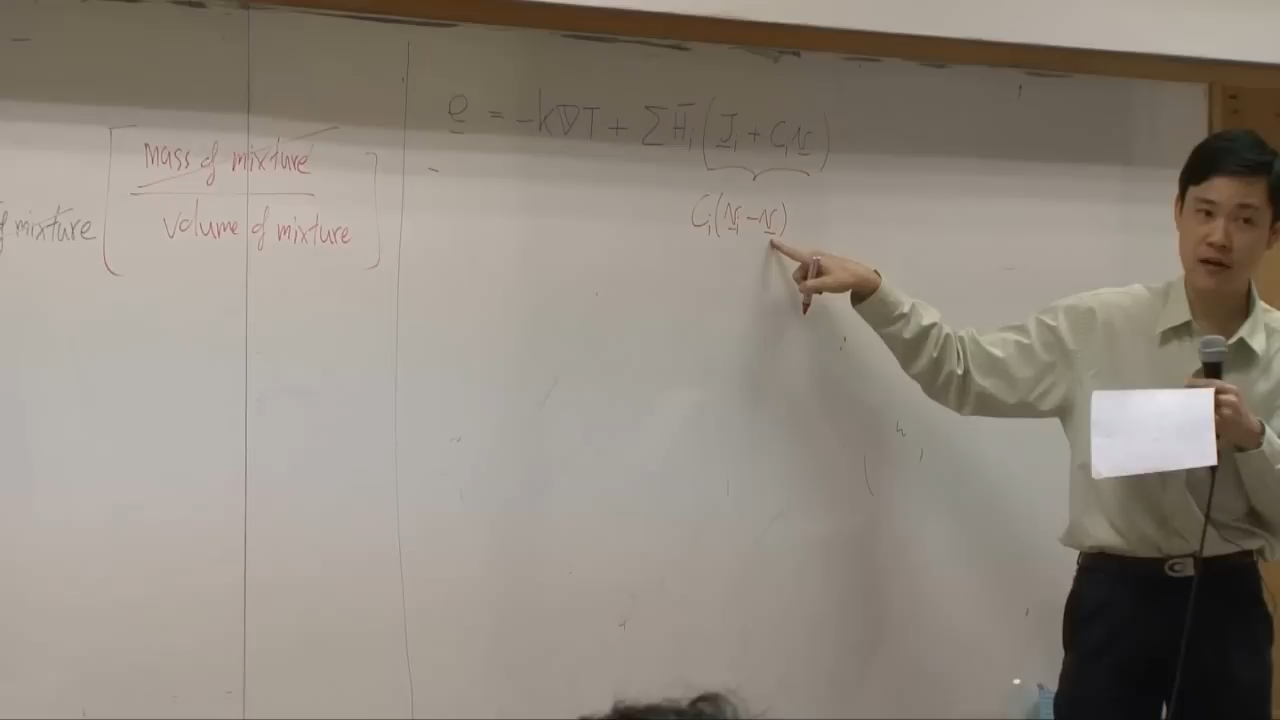 mass of mixture
volume of mixture
of mixture
e = -k∇T + ΣH̄i(Ji + Civ)
Ci(vi - v)